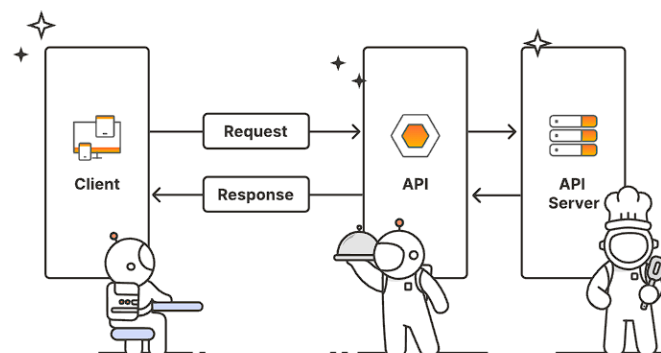 Request
Client
Response
API
API
Server